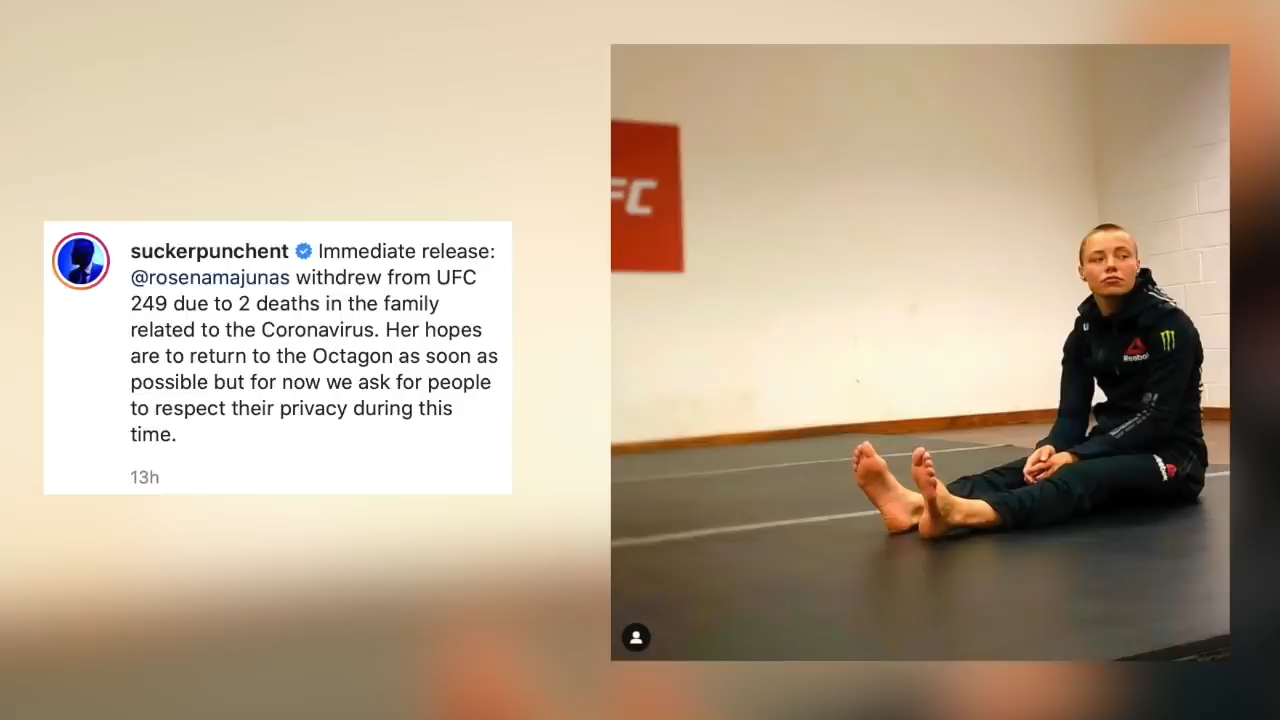 suckerpunchent Immediate release:
@rosenamajunas withdrew from UFC
249 due to 2 deaths in the family
related to the Coronavirus. Her hopes
are to return to the Octagon as soon as
possible but for now we ask for people
to respect their privacy during this
time.
13h
FC
U
Reebok
Reebok